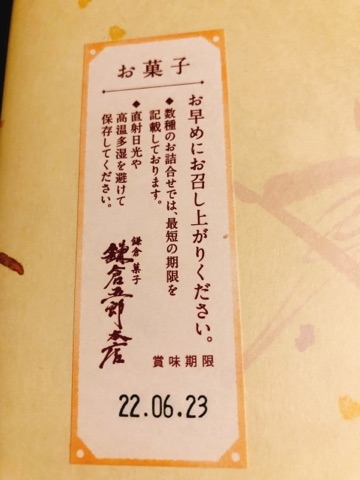 お菓子
お早めにお召し上がりください。
◆数種のお詰合せでは、最短の期限を
記載しております。
◆直射日光や
高温多湿を避けて
保存してください。
鎌倉菓子
鎌倉五郎本店
賞味期限
22.06.23